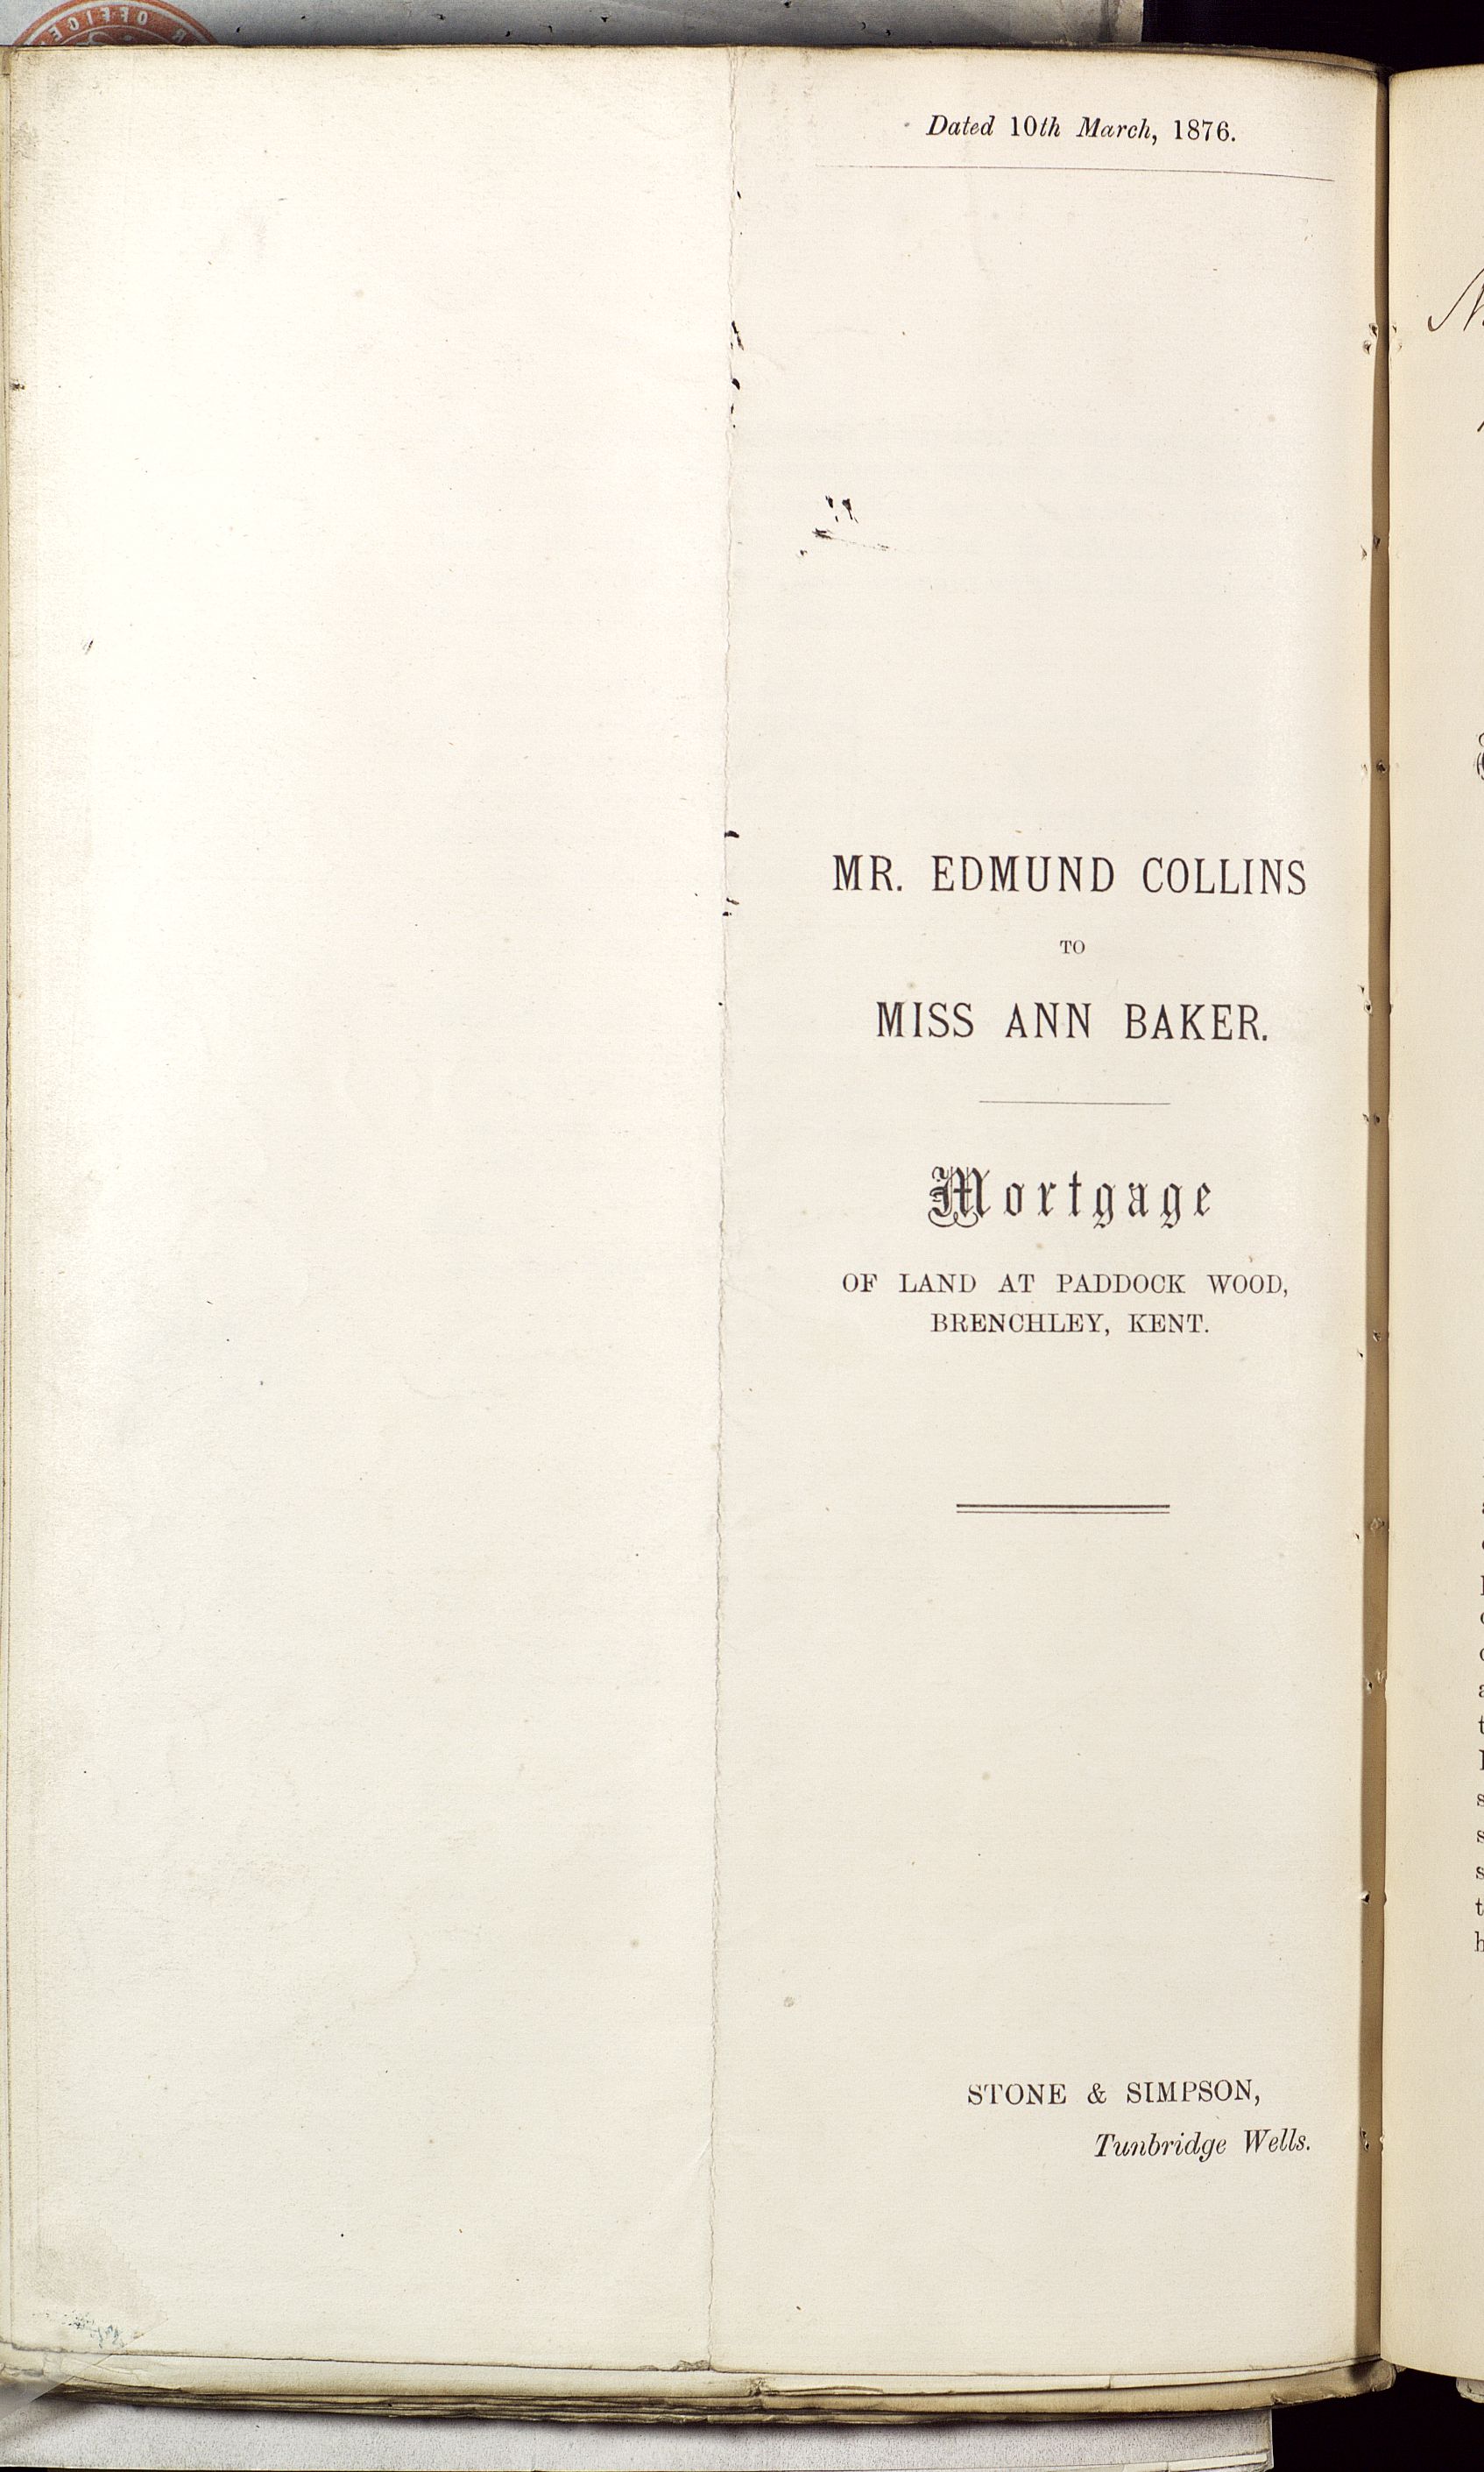 Dated 10th March, 1876.
MR. EDMUND COLLINS
TO
MISS ANN BAKER.
Mortgage
OF LAND AT PADDOCK WOOD,
BRENCHLEY, KENT.
STONE & SIMPSON,
Tunbridge Wells.